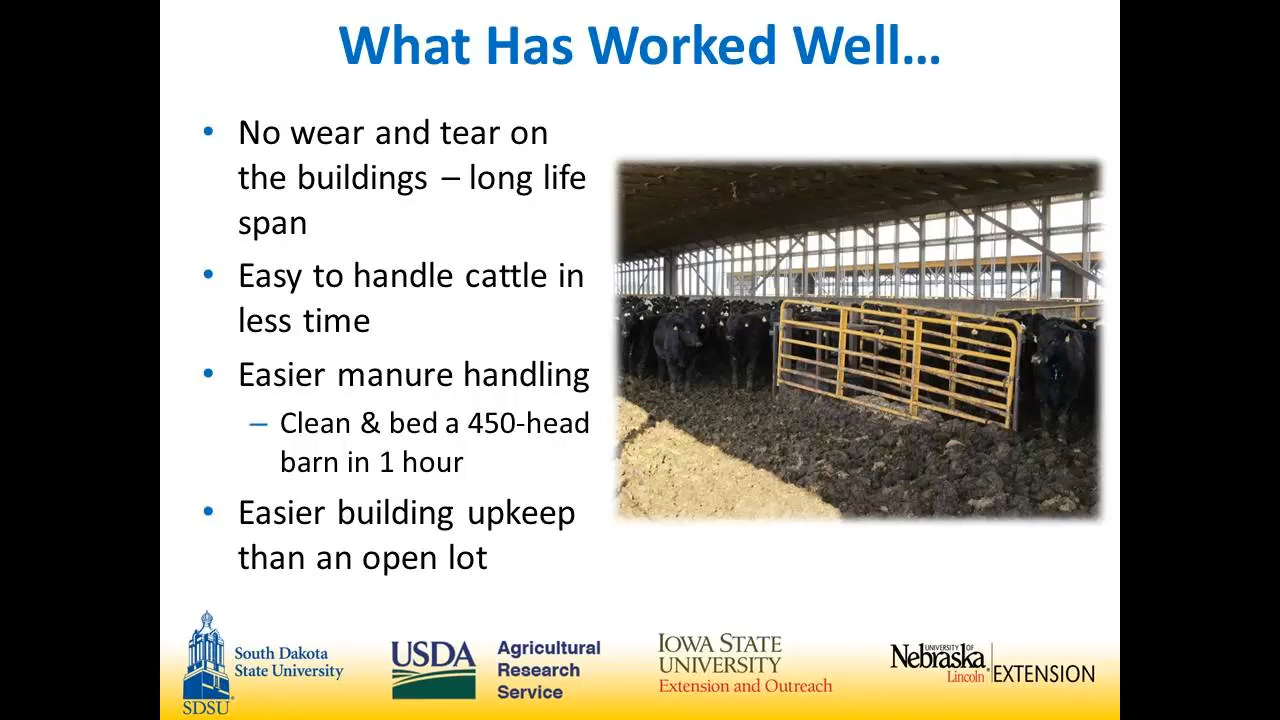 What Has Worked Well…
• No wear and tear on
the buildings – long life
span
• Easy to handle cattle in
less time
• Easier manure handling
– Clean & bed a 450-head
barn in 1 hour
• Easier building upkeep
than an open lot
South Dakota
State University
SDSU
USDA
Agricultural
Research
Service
IOWA STATE
UNIVERSITY
Extension and Outreach
UNIVERSITY OF
Nebraska
Lincoln
EXTENSION